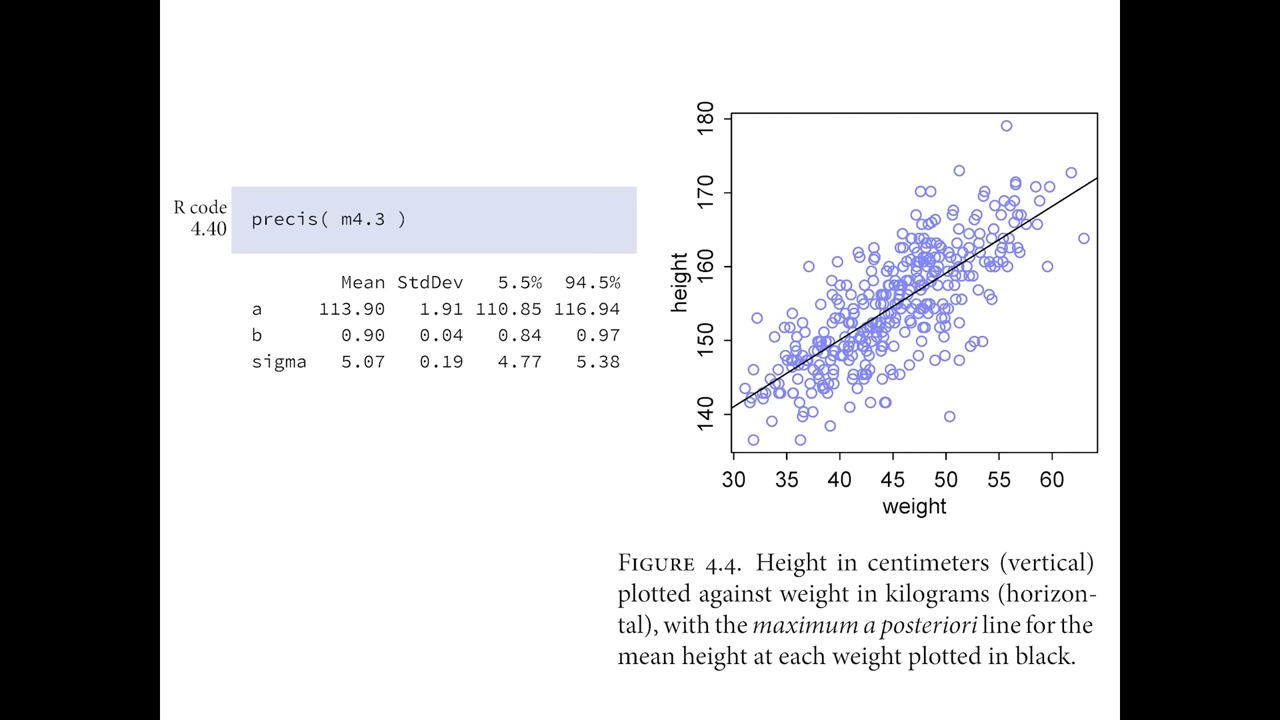 R code
4.40
precis( m4.3 )
Mean StdDev 5.5% 94.5%
a 113.90 1.91 110.85 116.94
b 0.90 0.04 0.84 0.97
sigma 5.07 0.19 4.77 5.38
height
180
170
160
150
140
30 35 40 45 50 55 60
weight
FIGURE 4.4. Height in centimeters (vertical)
plotted against weight in kilograms (horizon-
tal), with the maximum a posteriori line for the
mean height at each weight plotted in black.